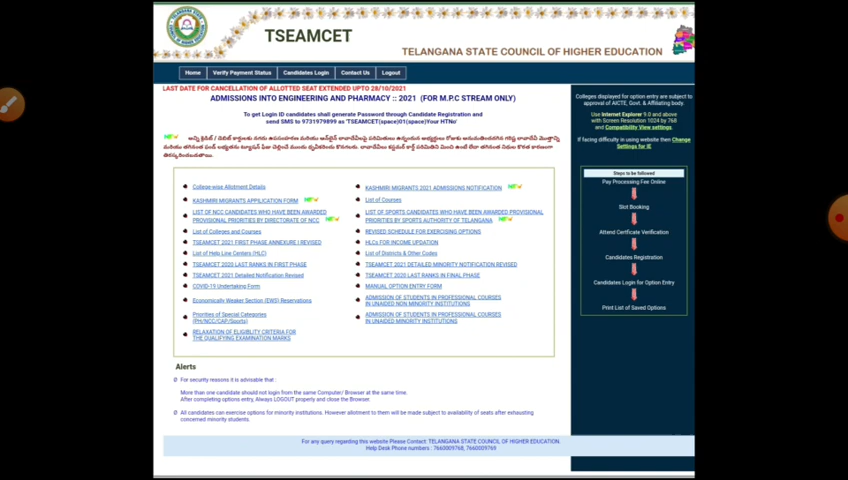 TSEAMCET
TELANGANA STATE COUNCIL OF HIGHER EDUCATION
Home
Verify Payment Status
Candidates Login
Contact Us
Logout
LAST DATE FOR CANCELLATION OF ALLOTTED SEAT EXTENDED UPTO 28/10/2021
ADMISSIONS INTO ENGINEERING AND PHARMACY :: 2021 (FOR M.P.C STREAM ONLY)
To get Login ID candidates shall generate Password through Candidate Registration and
send SMS to 9731979899 as 'TSEAMCET(space)01(space)Your HTNo'
College-wise Allotment Details
KASHMIRI MIGRANTS APPLICATION FORM
LIST OF NCC CANDIDATES WHO HAVE BEEN AWARDED
PROVISIONAL PRIORITIES BY DIRECTORATE OF NCC
List of Colleges and Courses
TSEAMCET 2021 FIRST PHASE ANNEXURE I REVISED
List of Help Line Centers (HLC)
TSEAMCET 2020 LAST RANKS IN FIRST PHASE
TSEAMCET 2021 Detailed Notification Revised
COVID-19 Undertaking Form
Economically Weaker Section (EWS) Reservations
Priorities of Special Categories
(PH/NCC/CAP/Sports)
RELAXATION OF ELIGIBLITY CRITERIA FOR
THE QUALIFYING EXAMINATION MARKS
KASHMIRI MIGRANTS 2021 ADMISSIONS NOTIFICATION
List of Courses
LIST OF SPORTS CANDIDATES WHO HAVE BEEN AWARDED PROVISIONAL
PRIORITIES BY SPORTS AUTHORITY OF TELANGANA
REVISED SCHEDULE FOR EXERCISING OPTIONS
HLCs FOR INCOME UPDATION
List of Districts & Other Codes
TSEAMCET 2021 DETAILED MINORITY NOTIFICATION REVISED
TSEAMCET 2020 LAST RANKS IN FINAL PHASE
MANUAL OPTION ENTRY FORM
ADMISSION OF STUDENTS IN PROFESSIONAL COURSES
IN UNAIDED NON MINORITY INSTITUTIONS
ADMISSION OF STUDENTS IN PROFESSIONAL COURSES
IN UNAIDED MINORITY INSTITUTIONS
Alerts
For security reasons it is advisable that :
More than one candidate should not login from the same Computer/ Browser at the same time.
After completing options entry, Always LOGOUT properly and close the Browser.
All candidates can exercise options for minority institutions. However allotment to them will be made subject to availability of seats after exhausting
concerned minority students.
For any query regarding this website Please Contact: TELANGANA STATE COUNCIL OF HIGHER EDUCATION.
Help Desk Phone numbers : 7660009768, 7660009769
Colleges displayed for option entry are subject to
approval of AICTE, Govt. & Affiliating body.
Use Internet Explorer 9.0 and above
with Screen Resolution 1024 by 768
and Compatibility View settings.
If facing difficulty in using website then Change
Settings for IE
Steps to be followed
Pay Processing Fee Online
Slot Booking
Attend Certficate Verification
Candidates Registration
Candidates Login for Option Entry
Print List of Saved Options